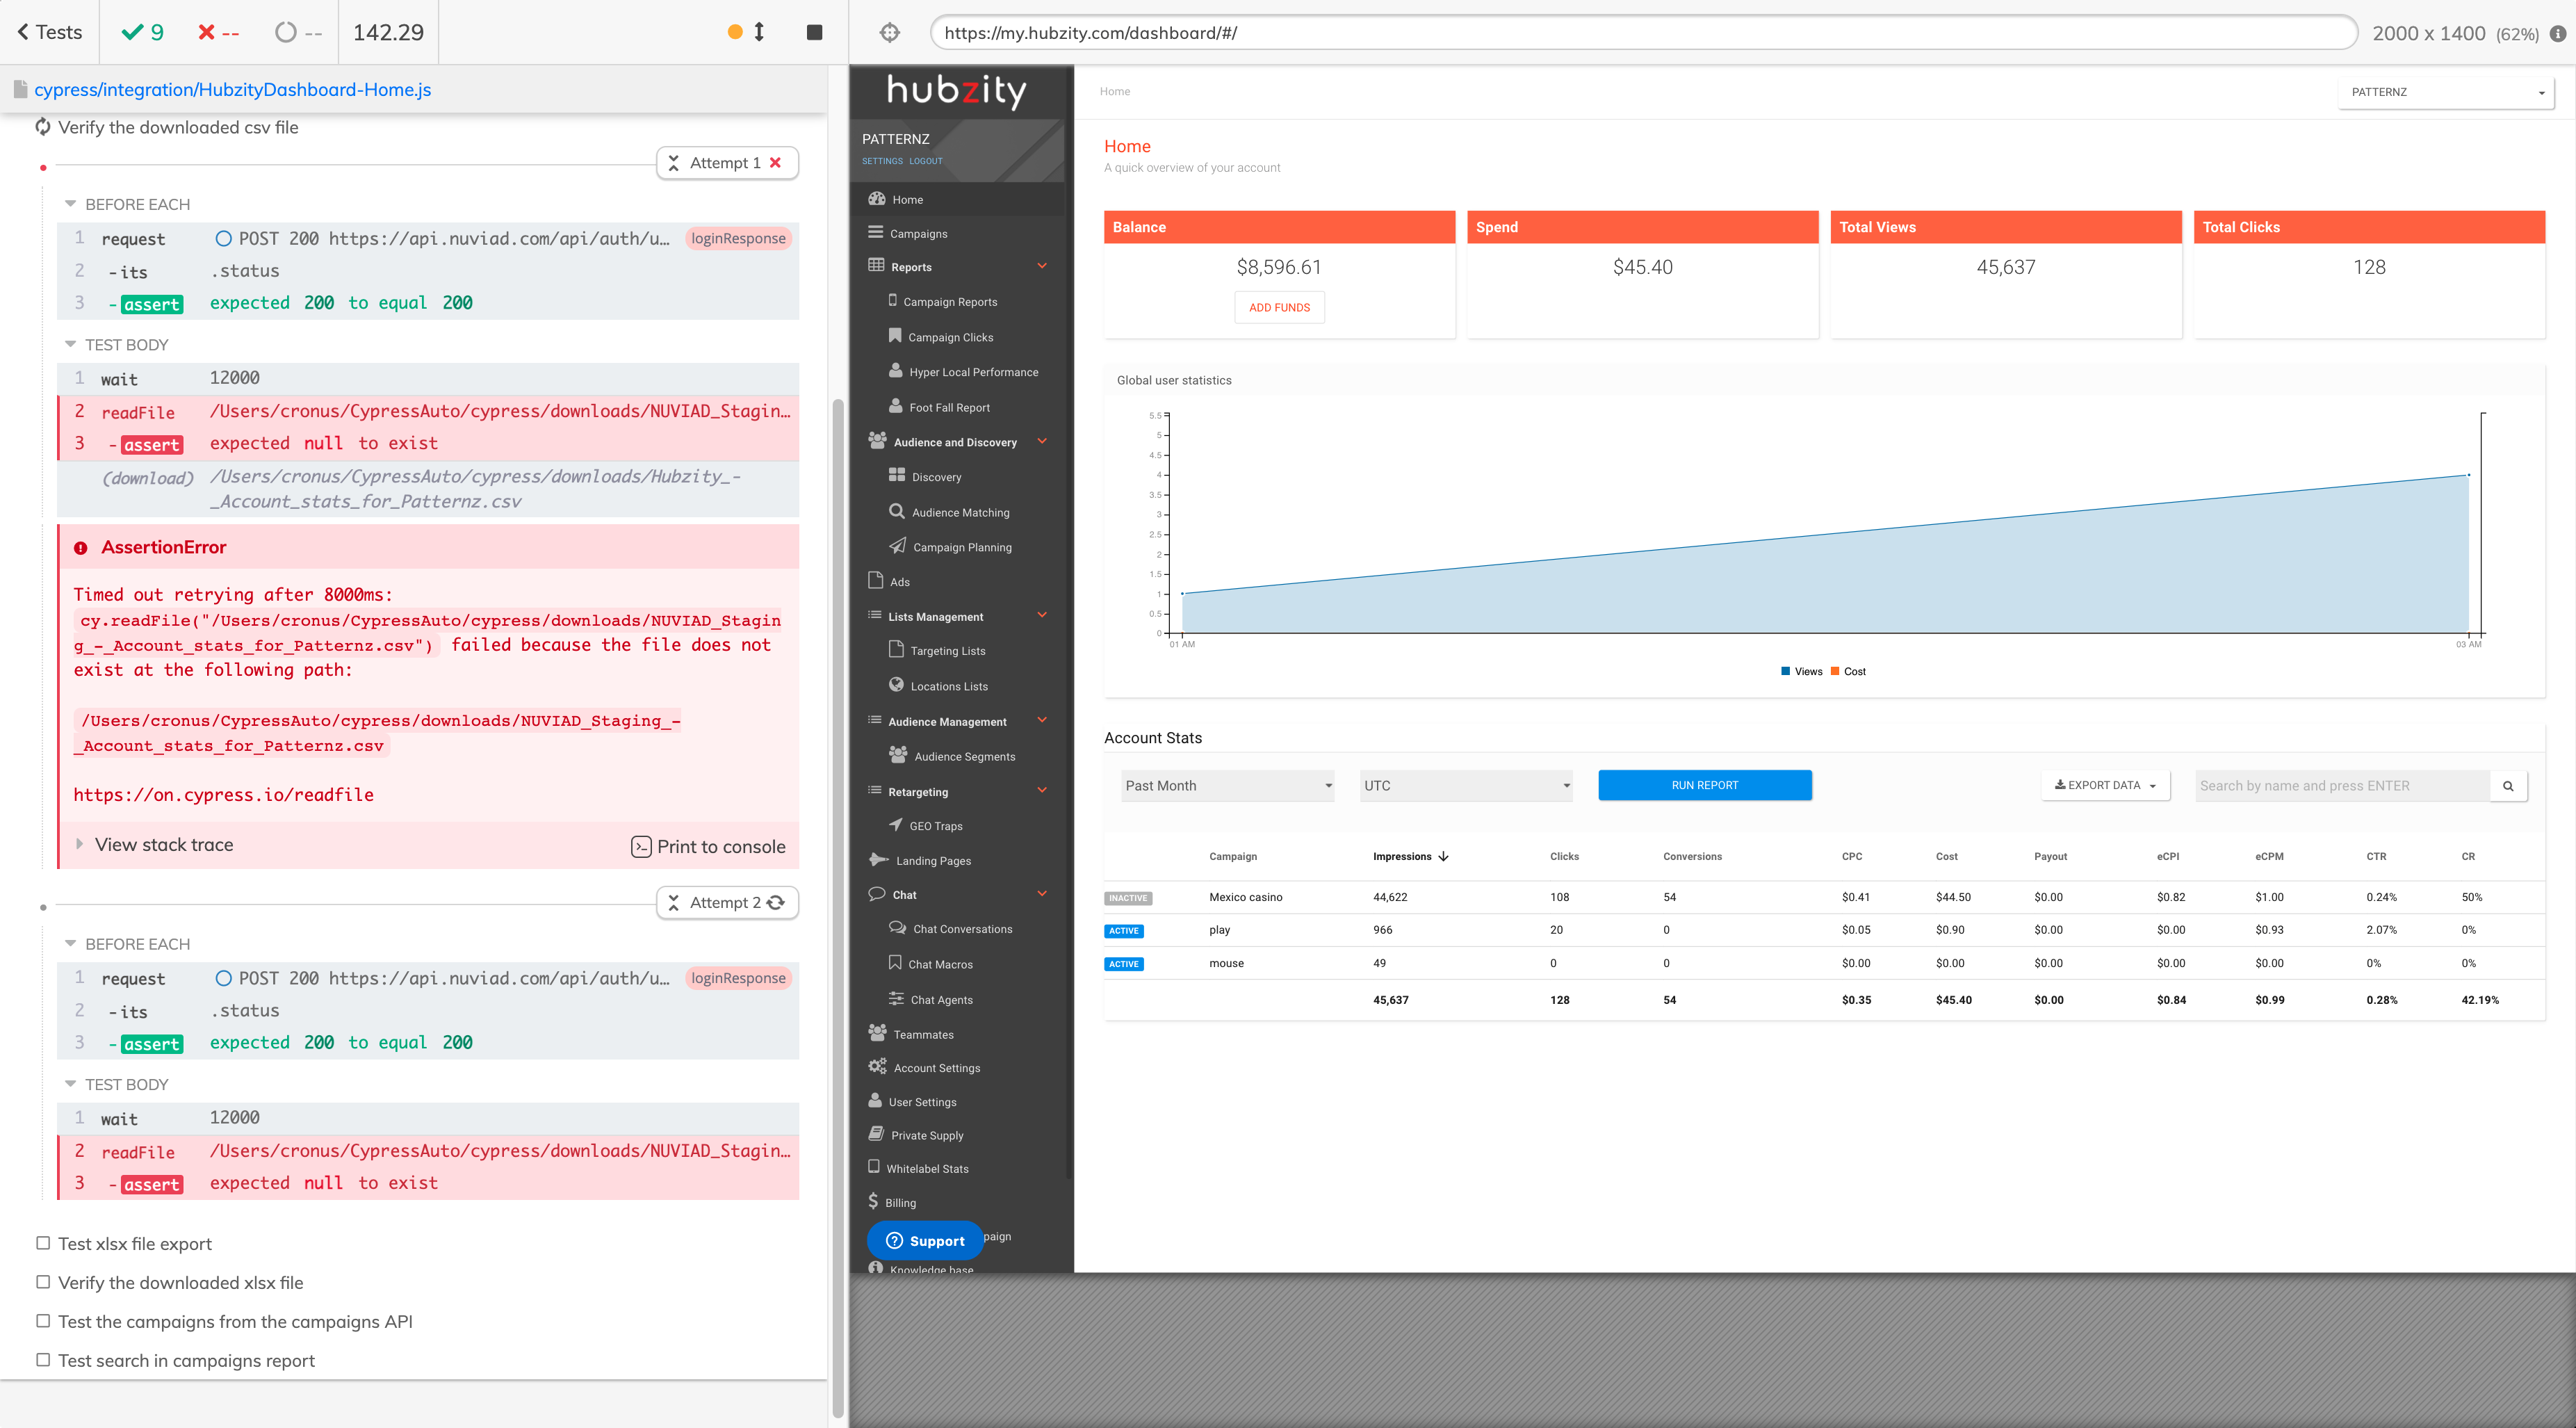 Tests
9
--
--
142.29
cypress/integration/HubzityDashboard-Home.js
Verify the downloaded csv file
Attempt 1
BEFORE EACH
1 request POST 200 https://api.nuviad.com/api/auth/u... loginResponse
2 -its .status
3 -assert expected 200 to equal 200
TEST BODY
1 wait 12000
2 readFile /Users/cronus/CypressAuto/cypress/downloads/NUVIAD_Stagin...
3 -assert expected null to exist
(download) /Users/cronus/CypressAuto/cypress/downloads/Hubzity_-
_Account_stats_for_Patternz.csv
AssertionError
Timed out retrying after 8000ms:
cy.readFile("/Users/cronus/CypressAuto/cypress/downloads/NUVIAD_Stagin
g_-_Account_stats_for_Patternz.csv") failed because the file does not
exist at the following path:
/Users/cronus/CypressAuto/cypress/downloads/NUVIAD_Staging_-
_Account_stats_for_Patternz.csv
https://on.cypress.io/readfile
View stack trace
Print to console
Attempt 2
BEFORE EACH
1 request POST 200 https://api.nuviad.com/api/auth/u... loginResponse
2 -its .status
3 -assert expected 200 to equal 200
TEST BODY
1 wait 12000
2 readFile /Users/cronus/CypressAuto/cypress/downloads/NUVIAD_Stagin...
3 -assert expected null to exist
Test xlsx file export
Verify the downloaded xlsx file
Test the campaigns from the campaigns API
Test search in campaigns report
https://my.hubzity.com/dashboard/#/
2000 x 1400 (62%)
hubzity
PATTERNZ
SETTINGS LOGOUT
Home
Campaigns
Reports
Campaign Reports
Campaign Clicks
Hyper Local Performance
Foot Fall Report
Audience and Discovery
Discovery
Audience Matching
Campaign Planning
Ads
Lists Management
Targeting Lists
Locations Lists
Audience Management
Audience Segments
Retargeting
GEO Traps
Landing Pages
Chat
Chat Conversations
Chat Macros
Chat Agents
Teammates
Account Settings
User Settings
Private Supply
Whitelabel Stats
Billing
Support
paign
Knowledge base
Home
PATTERNZ
Home
A quick overview of your account
Balance
$8,596.61
ADD FUNDS
Spend
$45.40
Total Views
45,637
Total Clicks
128
Global user statistics
5.5
5
4.5
4
3.5
3
2.5
2
1.5
1
0.5
0
01 AM 03 AM
Views Cost
Account Stats
Past Month UTC RUN REPORT EXPORT DATA Search by name and press ENTER
Campaign Impressions Clicks Conversions CPC Cost Payout eCPI eCPM CTR CR
INACTIVE Mexico casino 44,622 108 54 $0.41 $44.50 $0.00 $0.82 $1.00 0.24% 50%
ACTIVE play 966 20 0 $0.05 $0.90 $0.00 $0.00 $0.93 2.07% 0%
ACTIVE mouse 49 0 0 $0.00 $0.00 $0.00 $0.00 $0.00 0% 0%
45,637 128 54 $0.35 $45.40 $0.00 $0.84 $0.99 0.28% 42.19%